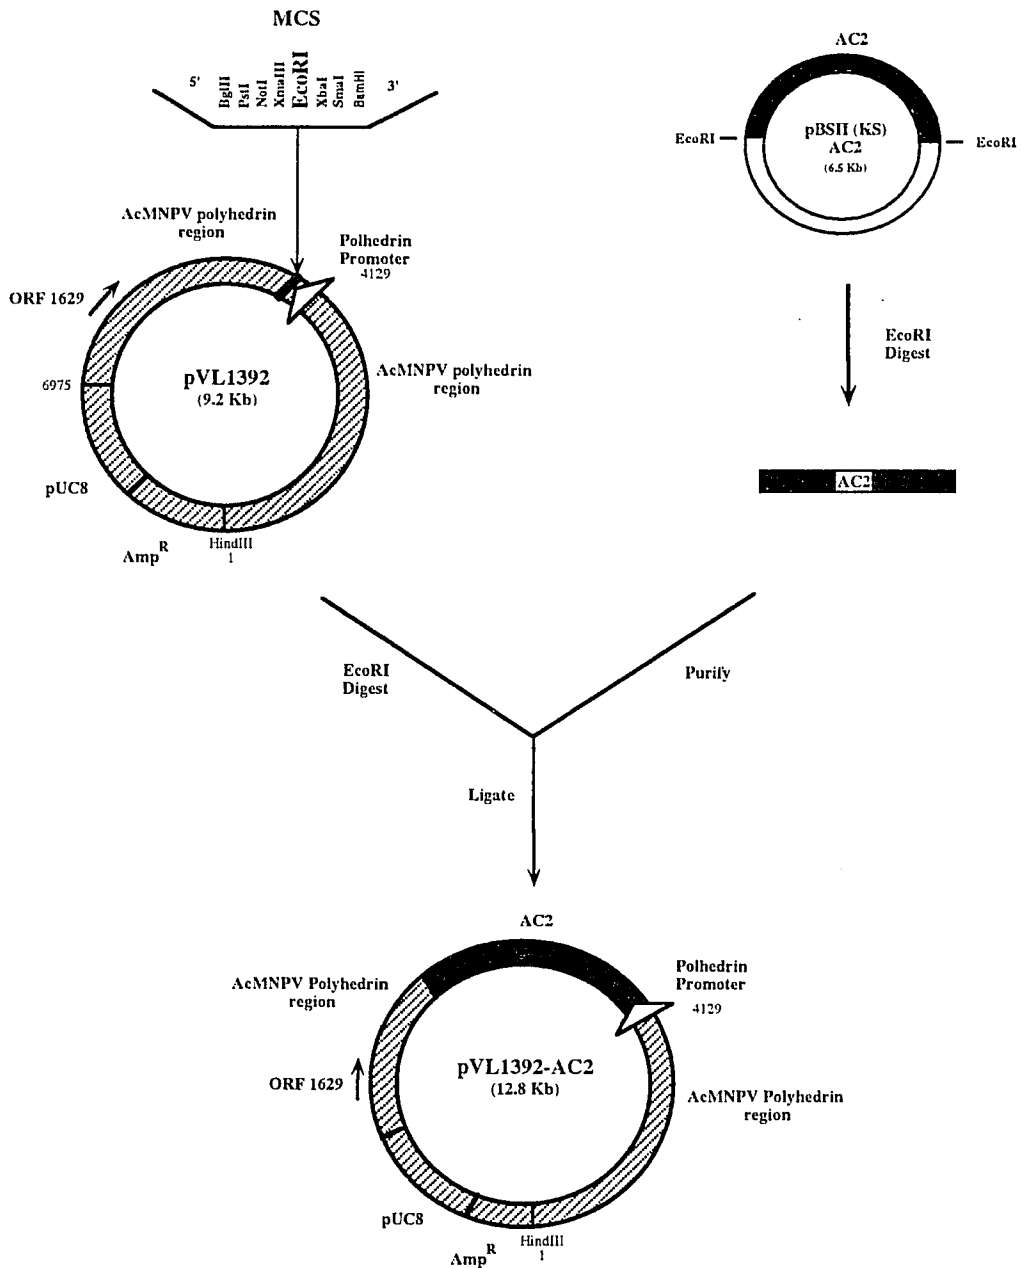 MCS
5'
BglII
PstI
NotI
XmaIII
EcoRI
XbaI
SmaI
BamHI
3'
AcMNPV polyhedrin
region
Polhedrin
Promoter
4129
ORF 1629
6975
pVL1392
(9.2 Kb)
AcMNPV polyhedrin
region
pUC8
Amp R
HindIII
1
AC2
EcoRI
pBSII (KS)
AC2
(6.5 Kb)
EcoRI
EcoRI
Digest
AC2
EcoRI
Digest
Purify
Ligate
AC2
AcMNPV Polyhedrin
region
Polhedrin
Promoter
4129
ORF 1629
pVL1392-AC2
(12.8 Kb)
AcMNPV Polyhedrin
region
pUC8
Amp R
HindIII
1